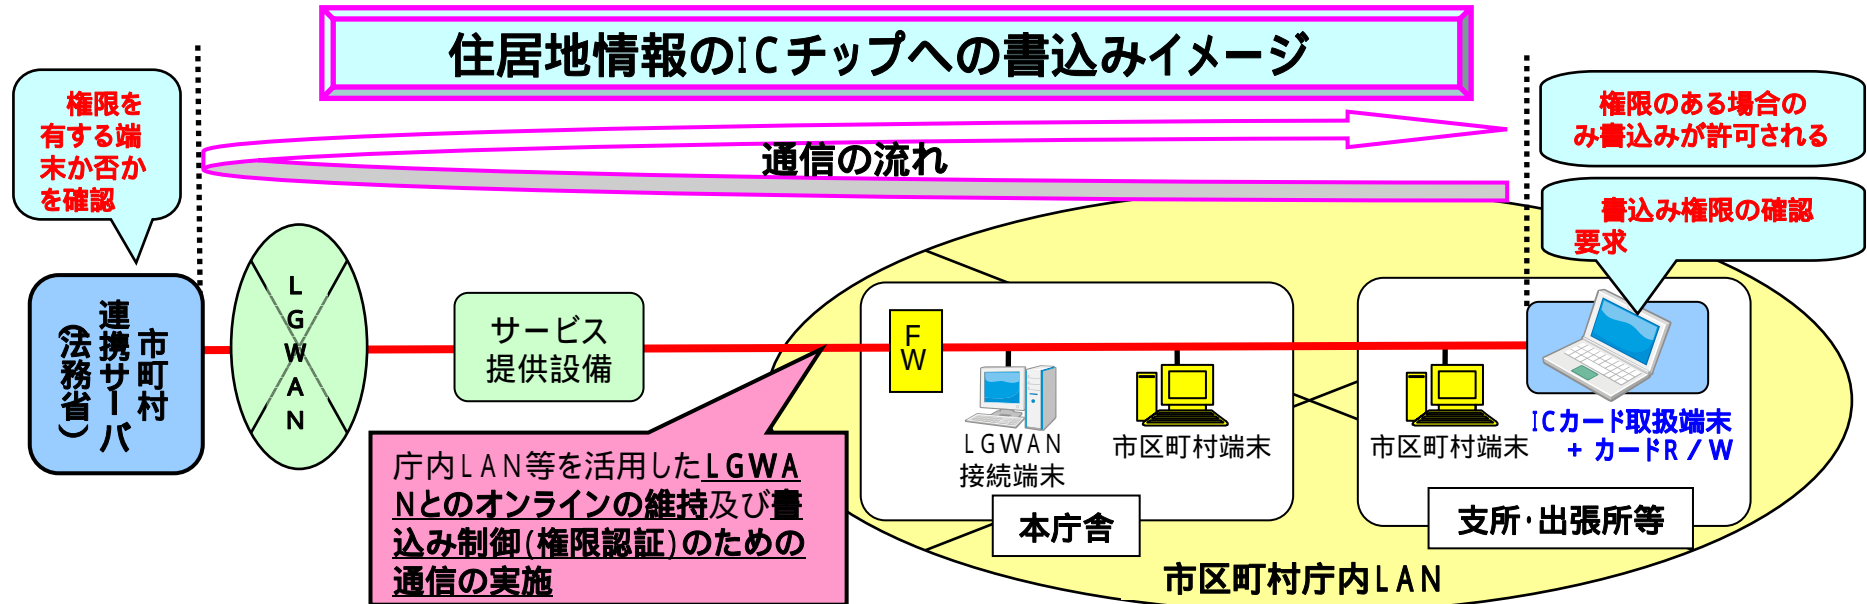 住居地情報のICチップへの書込みイメージ
権限を
有する端
末か否か
を確認
権限のある場合の
み書込みが許可される
通信の流れ
書込み権限の確認
要求
市町村
連携サーバ
(法務省)
LGWAN
サービス
提供設備
FW
LGWAN
接続端末
市区町村端末
市区町村端末
ICカード取扱端末
+ カードR/W
庁内LAN等を活用したLGWA
Nとのオンラインの維持及び書
込み制御(権限認証)のための
通信の実施
本庁舎
支所・出張所等
市区町村庁内LAN